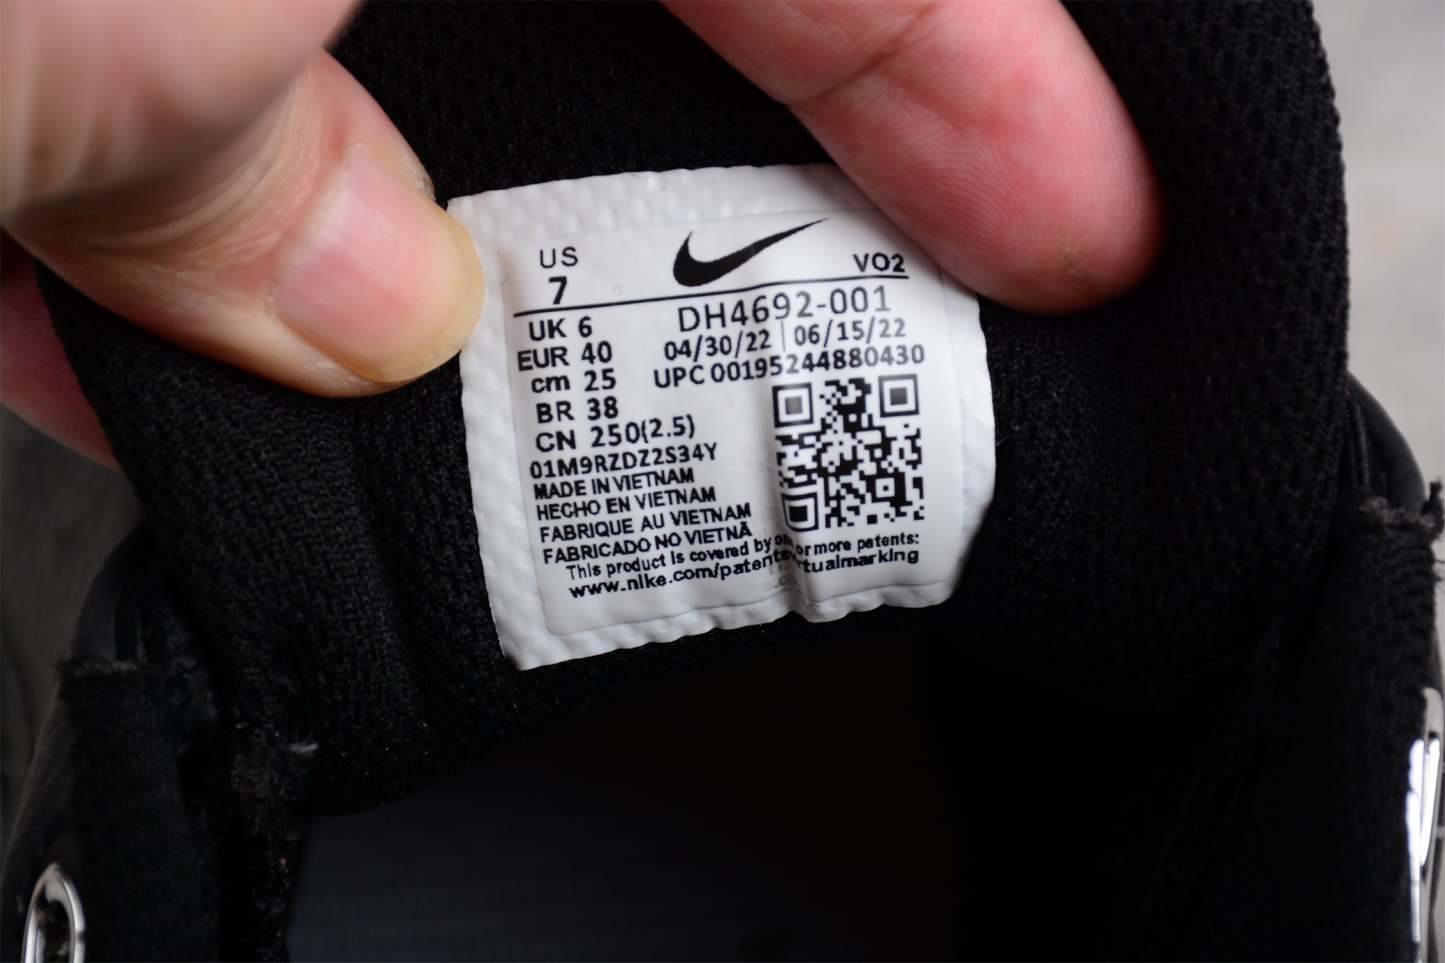 US
7
VO2
UK 6
EUR 40
cm 25
BR 38
CN 250(2.5)
DH4692-001
04/30/22 | 06/15/22
UPC 00195244880430
01M9RZDZ2S34Y
MADE IN VIETNAM
HECHO EN VIETNAM
FABRIQUE AU VIETNAM
FABRICADO NO VIETNÃ
This product is covered by or more patents:
www.nike.com/patents